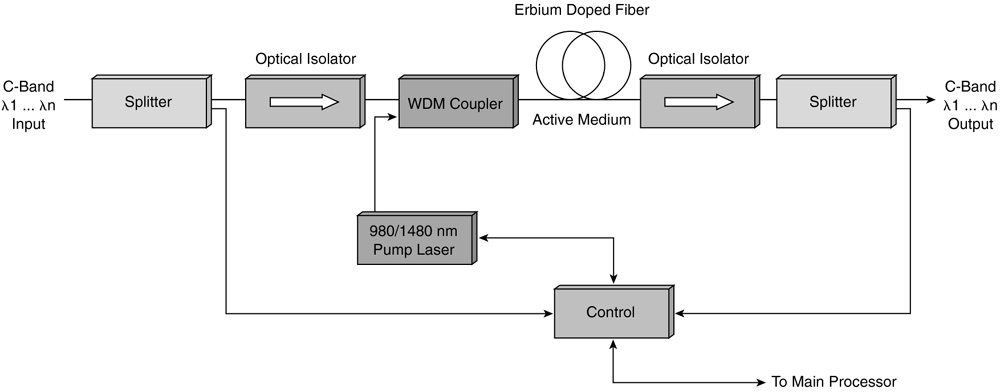 Erbium Doped Fiber
Optical Isolator
Optical Isolator
C-Band
λ1 ... λn
Input
Splitter
WDM Coupler
Active Medium
Splitter
C-Band
λ1 ... λn
Output
980/1480 nm
Pump Laser
Control
To Main Processor